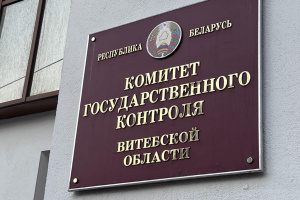 РЕСПУБЛИКА БЕЛАРУСЬ
КОМИТЕТ
ГОСУДАРСТВЕННОГО
КОНТРОЛЯ
ВИТЕБСКОЙ
ОБЛАСТИ